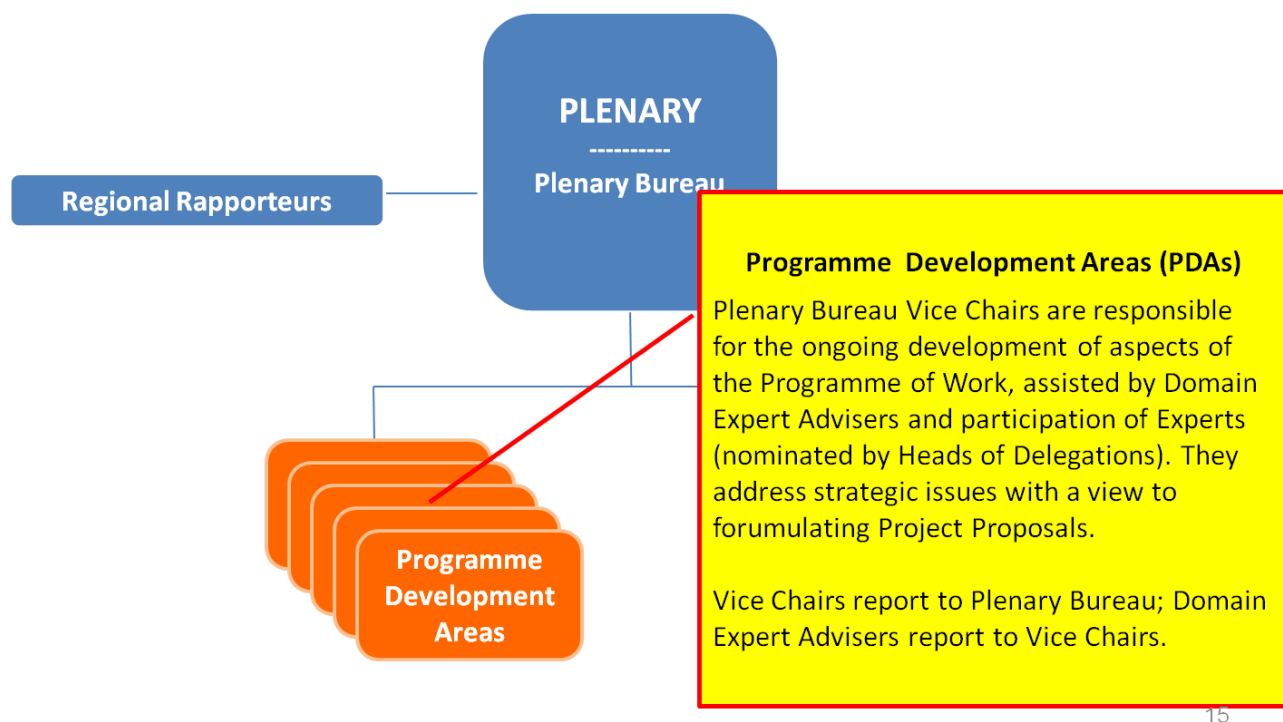 PLENARY
----------
Plenary Bureau
Regional Rapporteurs
Programme Development Areas (PDAs)
Plenary Bureau Vice Chairs are responsible
for the ongoing development of aspects of
the Programme of Work, assisted by Domain
Expert Advisers and participation of Experts
(nominated by Heads of Delegations). They
address strategic issues with a view to
forumulating Project Proposals.
Vice Chairs report to Plenary Bureau; Domain
Expert Advisers report to Vice Chairs.
Programme
Development
Areas
15